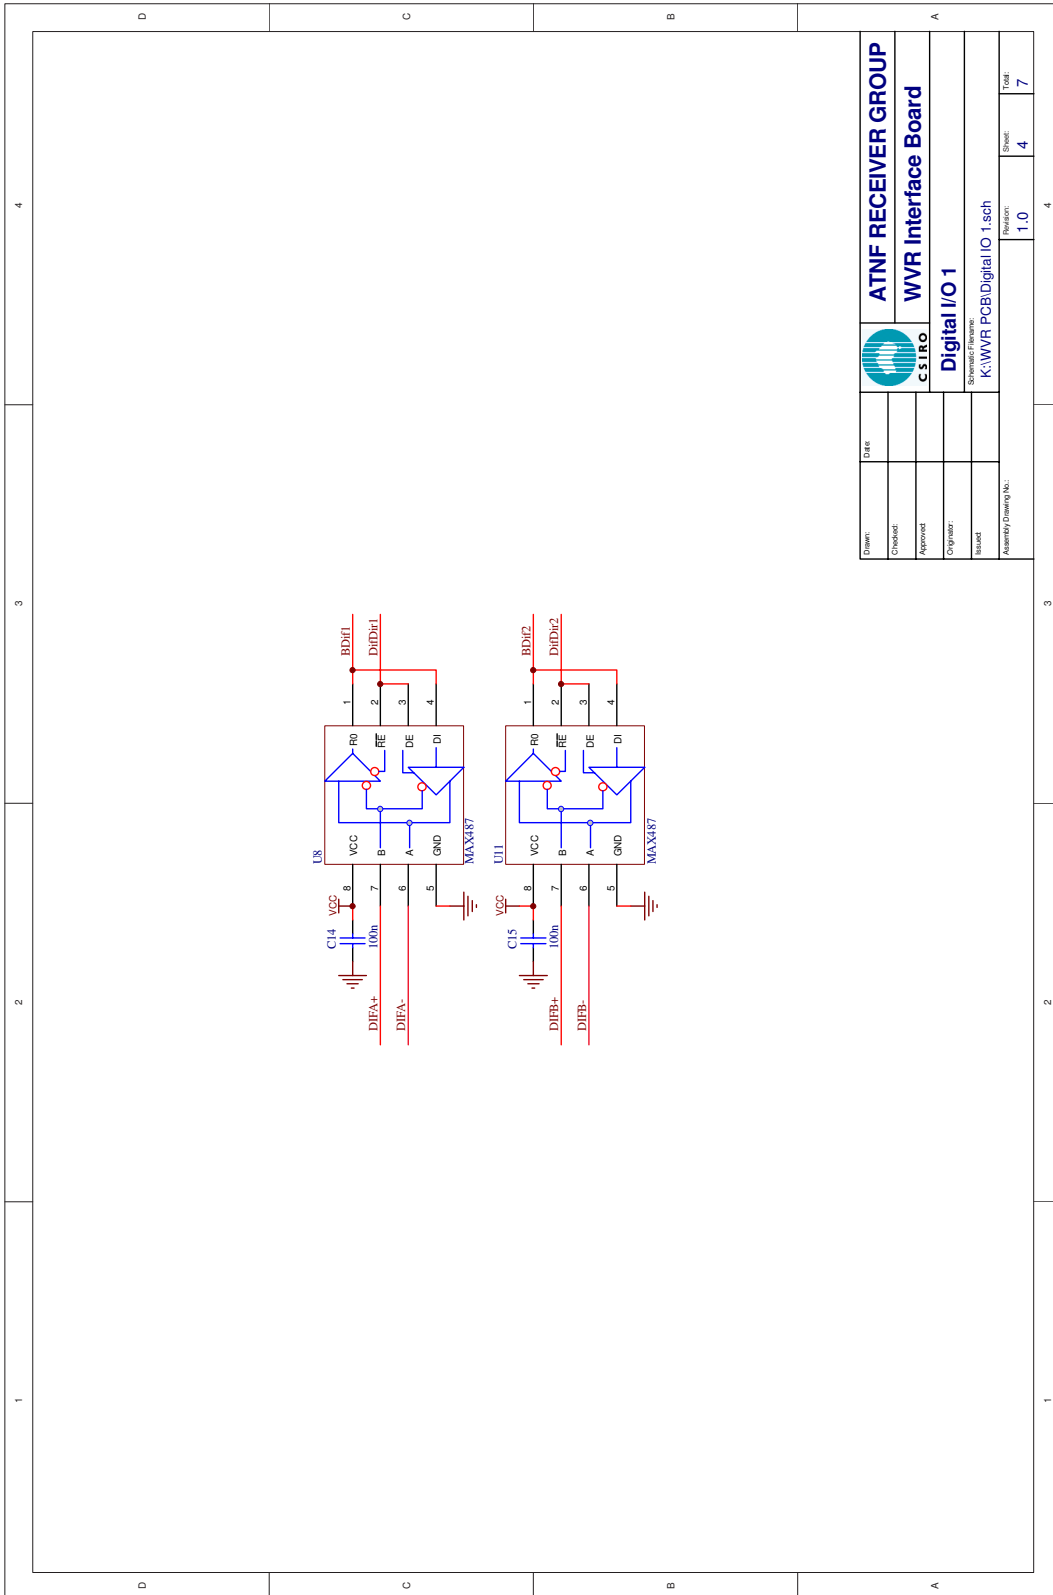 1
2
3
4
1
2
3
4
D
C
B
A
D
C
B
A
VCC
C14
100n
DIFA+
DIFA-
U8
8
7
6
5
VCC
B
A
GND
R0
RE
DE
DI
1
2
3
4
MAX487
BDif1
DifDir1
VCC
C15
100n
DIFB+
DIFB-
U11
8
7
6
5
VCC
B
A
GND
R0
RE
DE
DI
1
2
3
4
MAX487
BDif2
DifDir2
Drawn:
Date:
Checked:
Approved:
Originator:
Issued:
Assembly Drawing No.:
CSIRO
ATNF RECEIVER GROUP
WVR Interface Board
Digital I/O 1
Schematic Filename:
K:\WVR PCB\Digital IO 1.sch
Revision:
1.0
Sheet:
4
Total:
7